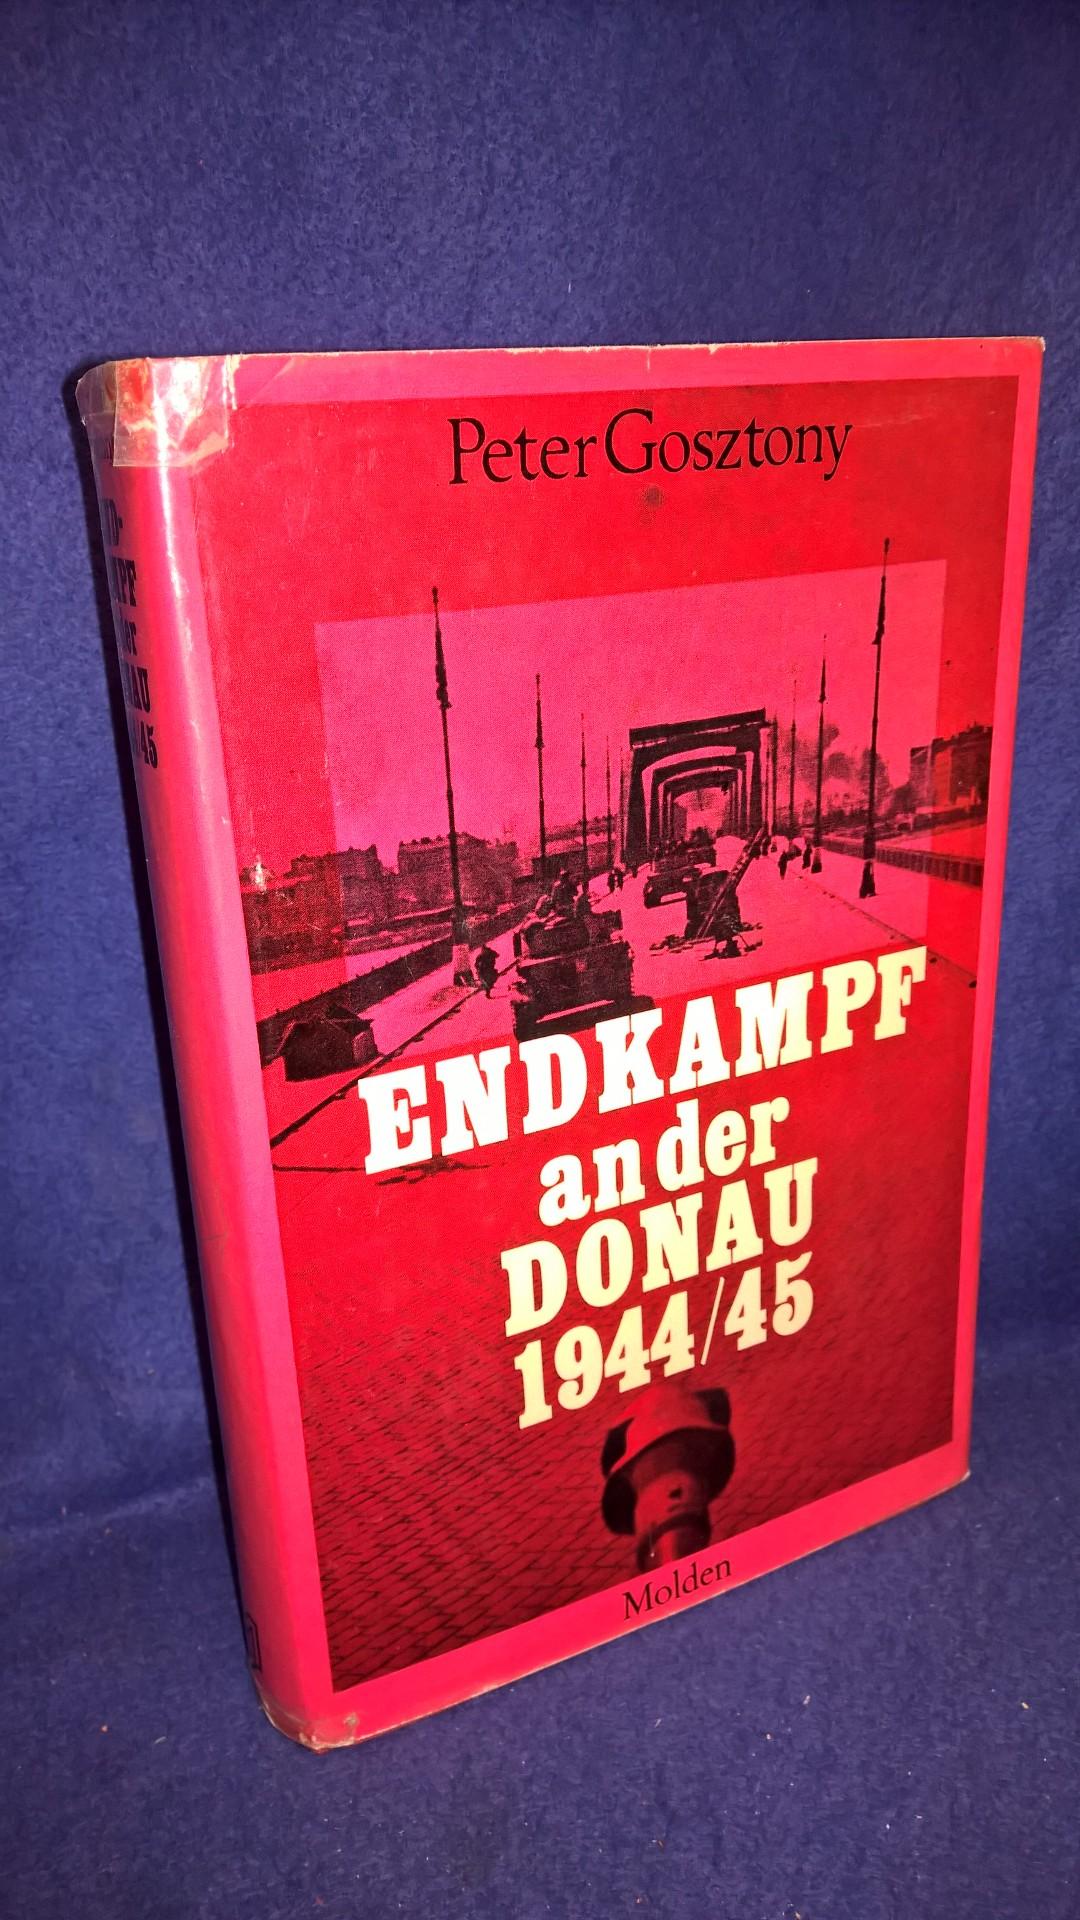 Peter Gosztony
ENDKAMPF
an der
DONAU
1944/45
Molden